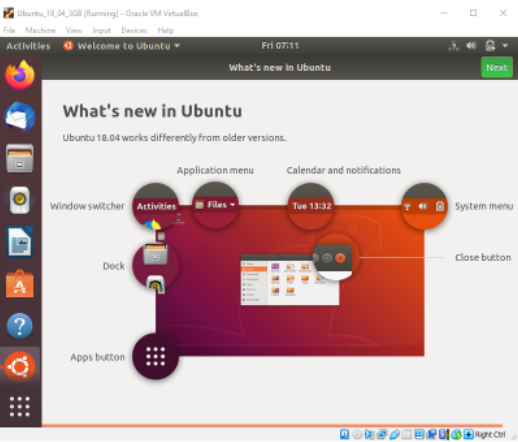 Ubuntu_18_04_3GB [Running] - Oracle VM VirtualBox
File Machine View Input Devices Help
Activities Welcome to Ubuntu Fri 07:11
What's new in Ubuntu Next
What's new in Ubuntu
Ubuntu 18.04 works differently from older versions.
Application menu Calendar and notifications
Window switcher Activities Files Tue 13:32 System menu
Close button
Dock
Apps button
Right Ctrl